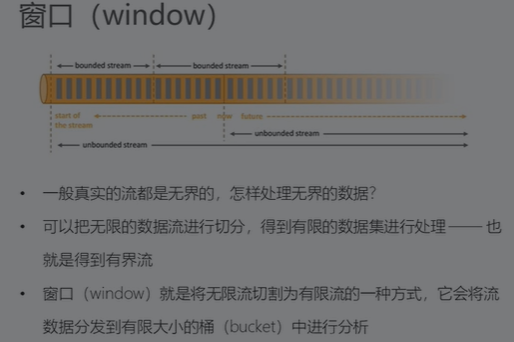 窗口（window）
bounded stream
bounded stream
start of
the stream
past
now
future
unbounded stream
unbounded stream
• 一般真实的流都是无界的，怎样处理无界的数据？
• 可以把无限的数据流进行切分，得到有限的数据集进行处理 —— 也
就是得到有界流
• 窗口（window）就是将无限流切割为有限流的一种方式，它会将流
数据分发到有限大小的桶（bucket）中进行分析